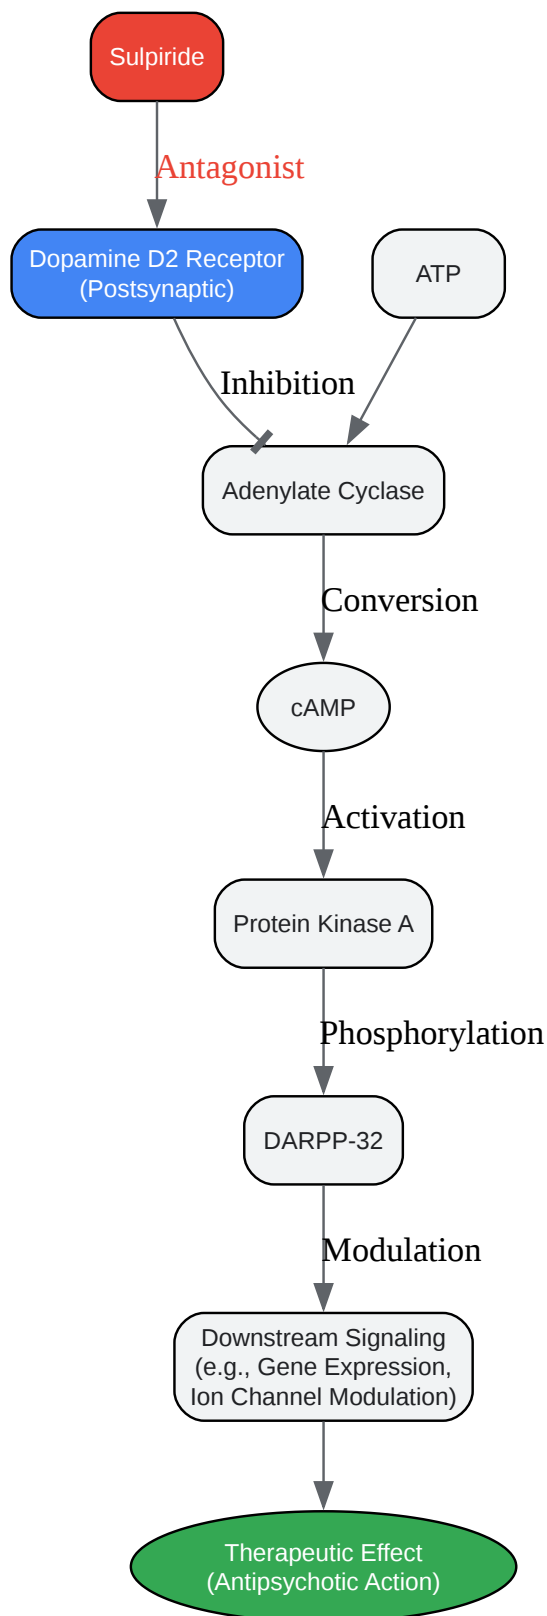 Sulpiride
Antagonist
Dopamine D2 Receptor
(Postsynaptic)
ATP
Inhibition
Adenylate Cyclase
Conversion
cAMP
Activation
Protein Kinase A
Phosphorylation
DARPP-32
Modulation
Downstream Signaling
(e.g., Gene Expression,
Ion Channel Modulation)
Therapeutic Effect
(Antipsychotic Action)